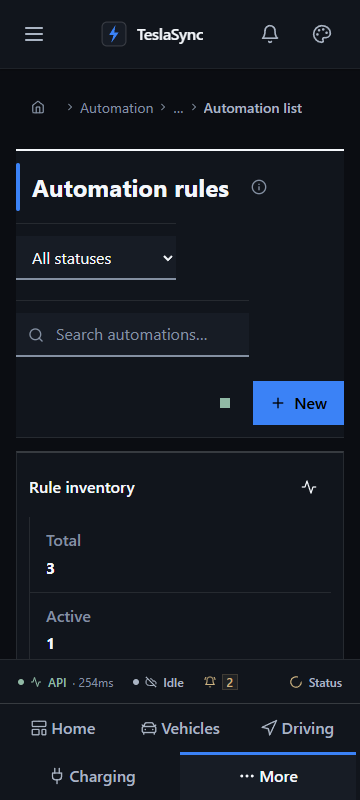 TeslaSync
Automation > ... > Automation list
Automation rules
All statuses
Search automations...
+ New
Rule inventory
Total
3
Active
1
API · 254ms Idle 2 Status
Home Vehicles Driving
Charging ··· More